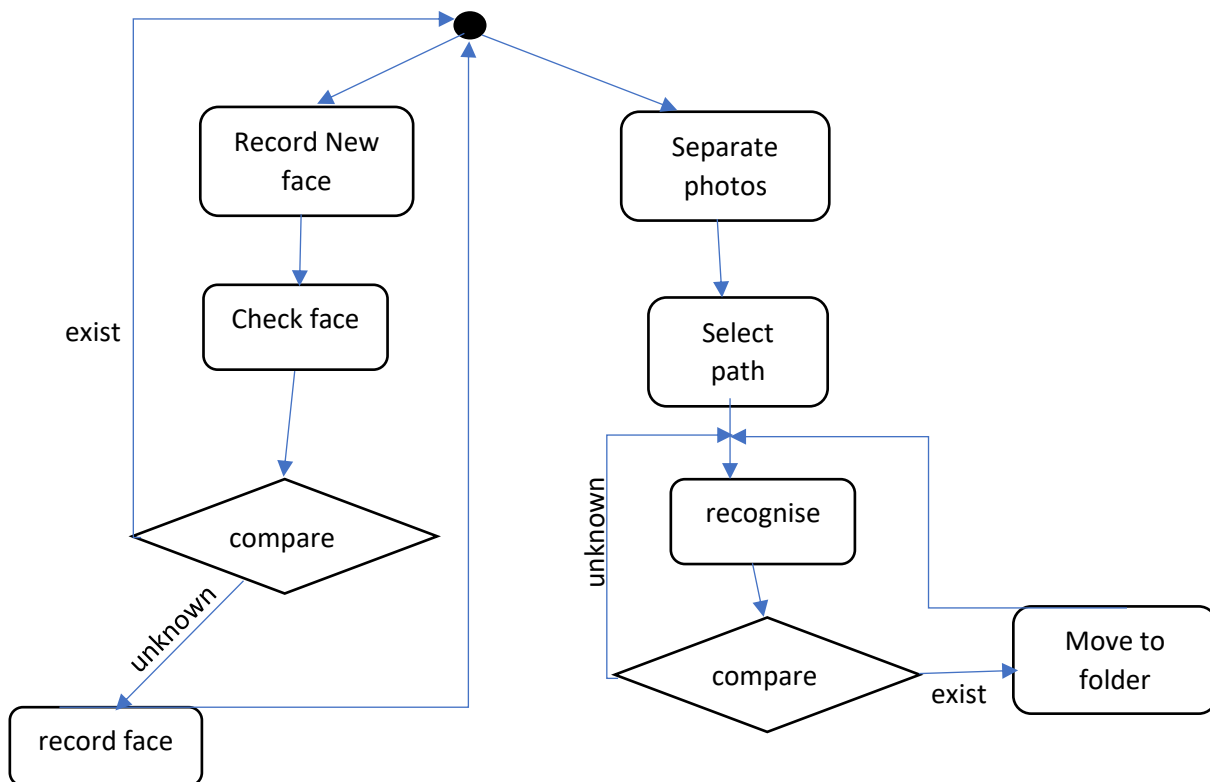 Record New
face
Separate
photos
Check face
exist
Select
path
compare
unknown
recognise
unknown
record face
compare
exist
Move to
folder